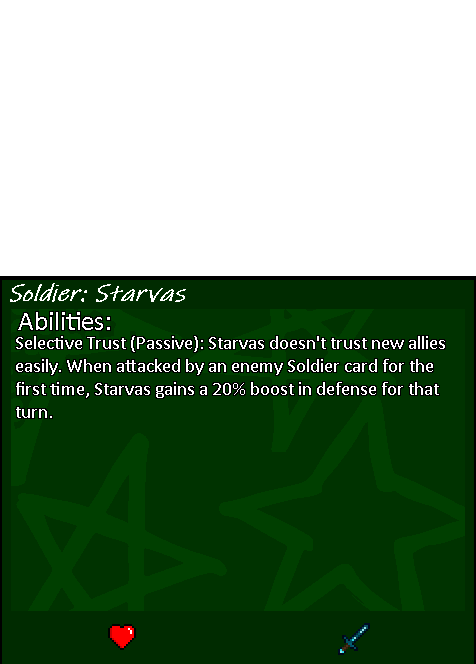 Soldier: Starvas
Abilities:
Selective Trust (Passive): Starvas doesn't trust new allies
easily. When attacked by an enemy Soldier card for the
first time, Starvas gains a 20% boost in defense for that
turn.